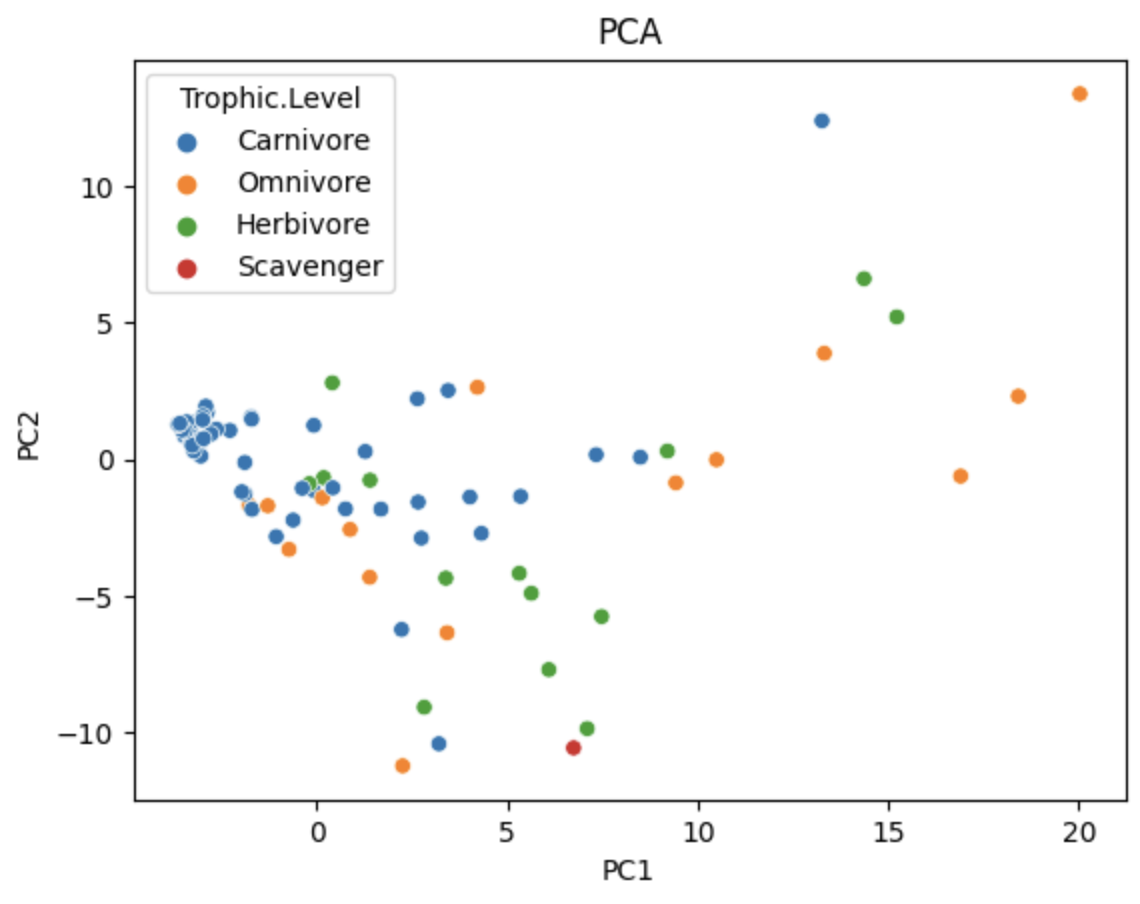 PCA
Trophic.Level
Carnivore
Omnivore
Herbivore
Scavenger
10
5
0
−5
−10
PC2
0
5
10
15
20
PC1